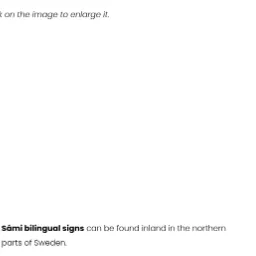 on the image to enlarge it.
Sámi bilingual signs can be found inland in the northern
parts of Sweden.